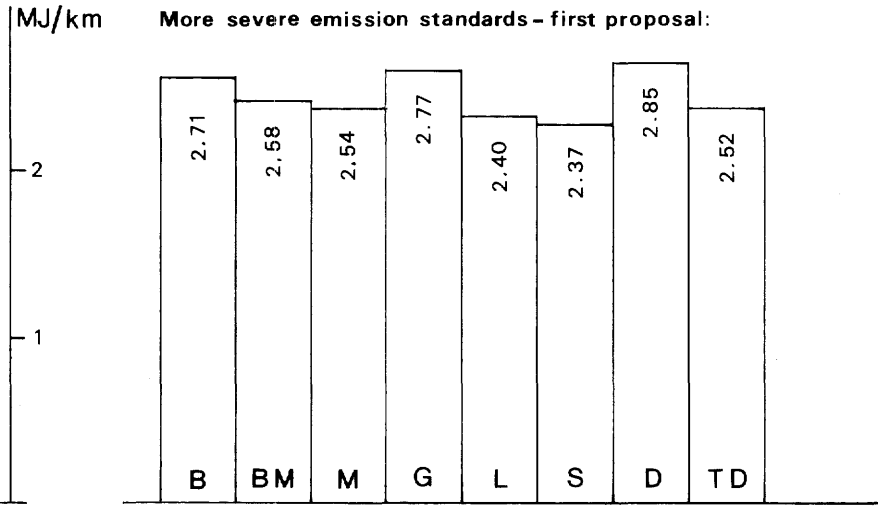 MJ/km
More severe emission standards – first proposal:
2
1
2.71
2.58
2.54
2.77
2.40
2.37
2.85
2.52
B
BM
M
G
L
S
D
TD